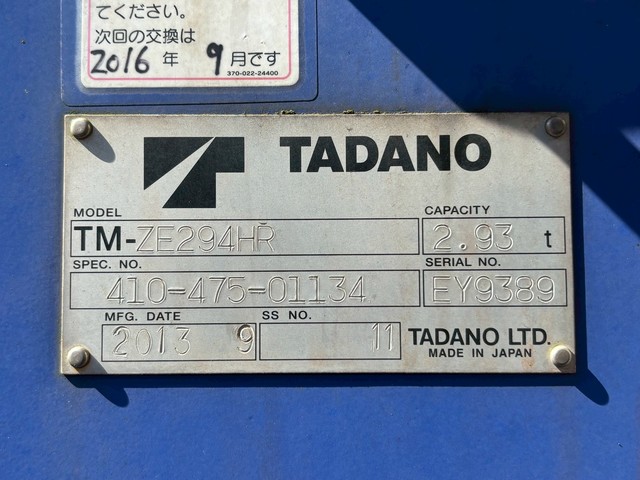 てください。
次回の交換は
2016 年 9月です
370-022-24400
TADANO
MODEL
CAPACITY
TM-ZE294HR
2.93 t
SPEC. NO.
SERIAL NO.
410-475-01134
EY9389
MFG. DATE
SS NO.
2013 9
11
TADANO LTD.
MADE IN JAPAN